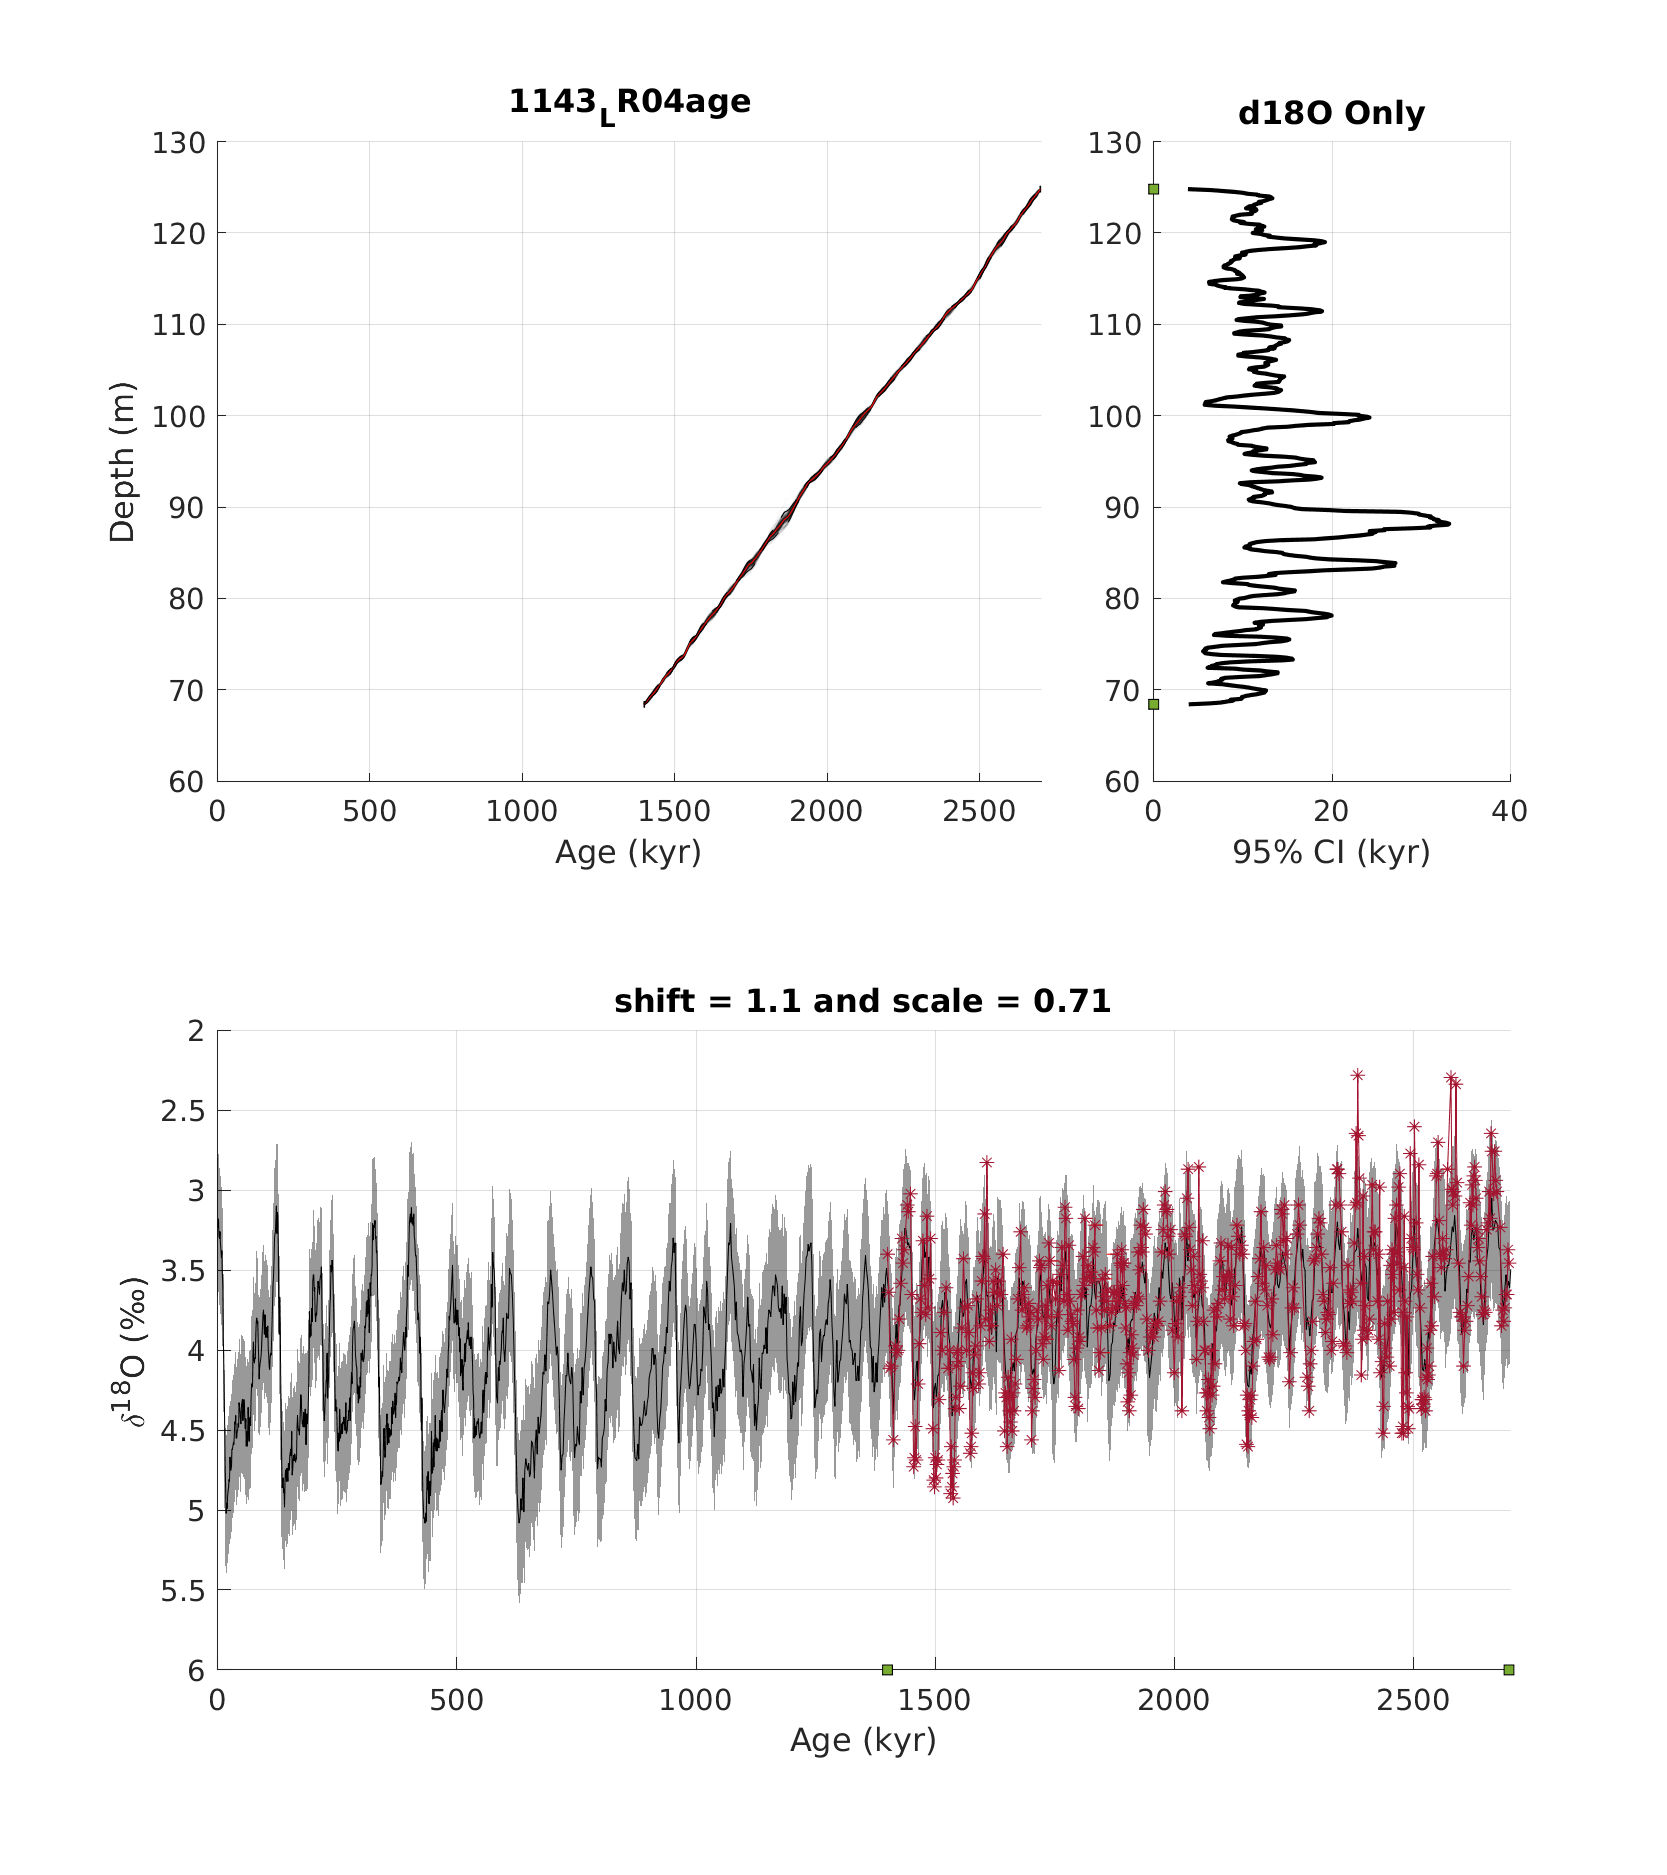 1143LR04age
d18O Only
130
120
110
100
90
80
70
60
Depth (m)
0 500 1000 1500 2000 2500
Age (kyr)
130
120
110
100
90
80
70
60
0 20 40
95% CI (kyr)
shift = 1.1 and scale = 0.71
2
2.5
3
3.5
4
4.5
5
5.5
6
δ18O (‰)
0 500 1000 1500 2000 2500
Age (kyr)